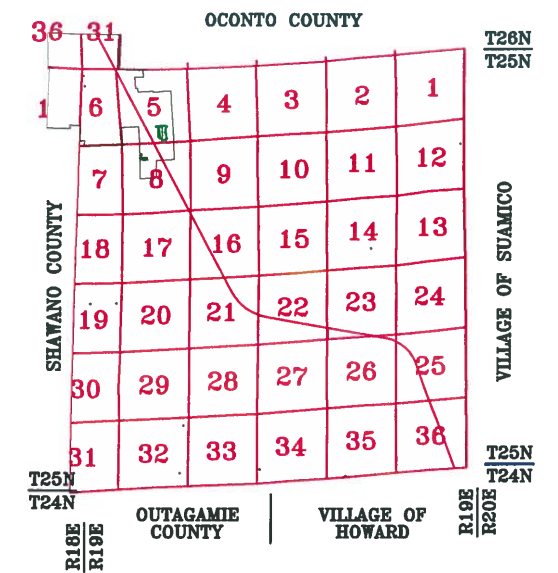 OCONTO COUNTY
36 31
T26N
T25N
1 6 5 4 3 2 1
7 8 9 10 11 12
18 17 16 15 14 13
19 20 21 22 23 24
30 29 28 27 26 25
31 32 33 34 35 36
SHAWANO COUNTY
VILLAGE OF SUAMICO
T25N
T24N
T25N
T24N
R18E
R19E
OUTAGAMIE
COUNTY
VILLAGE OF
HOWARD
R19E
R20E